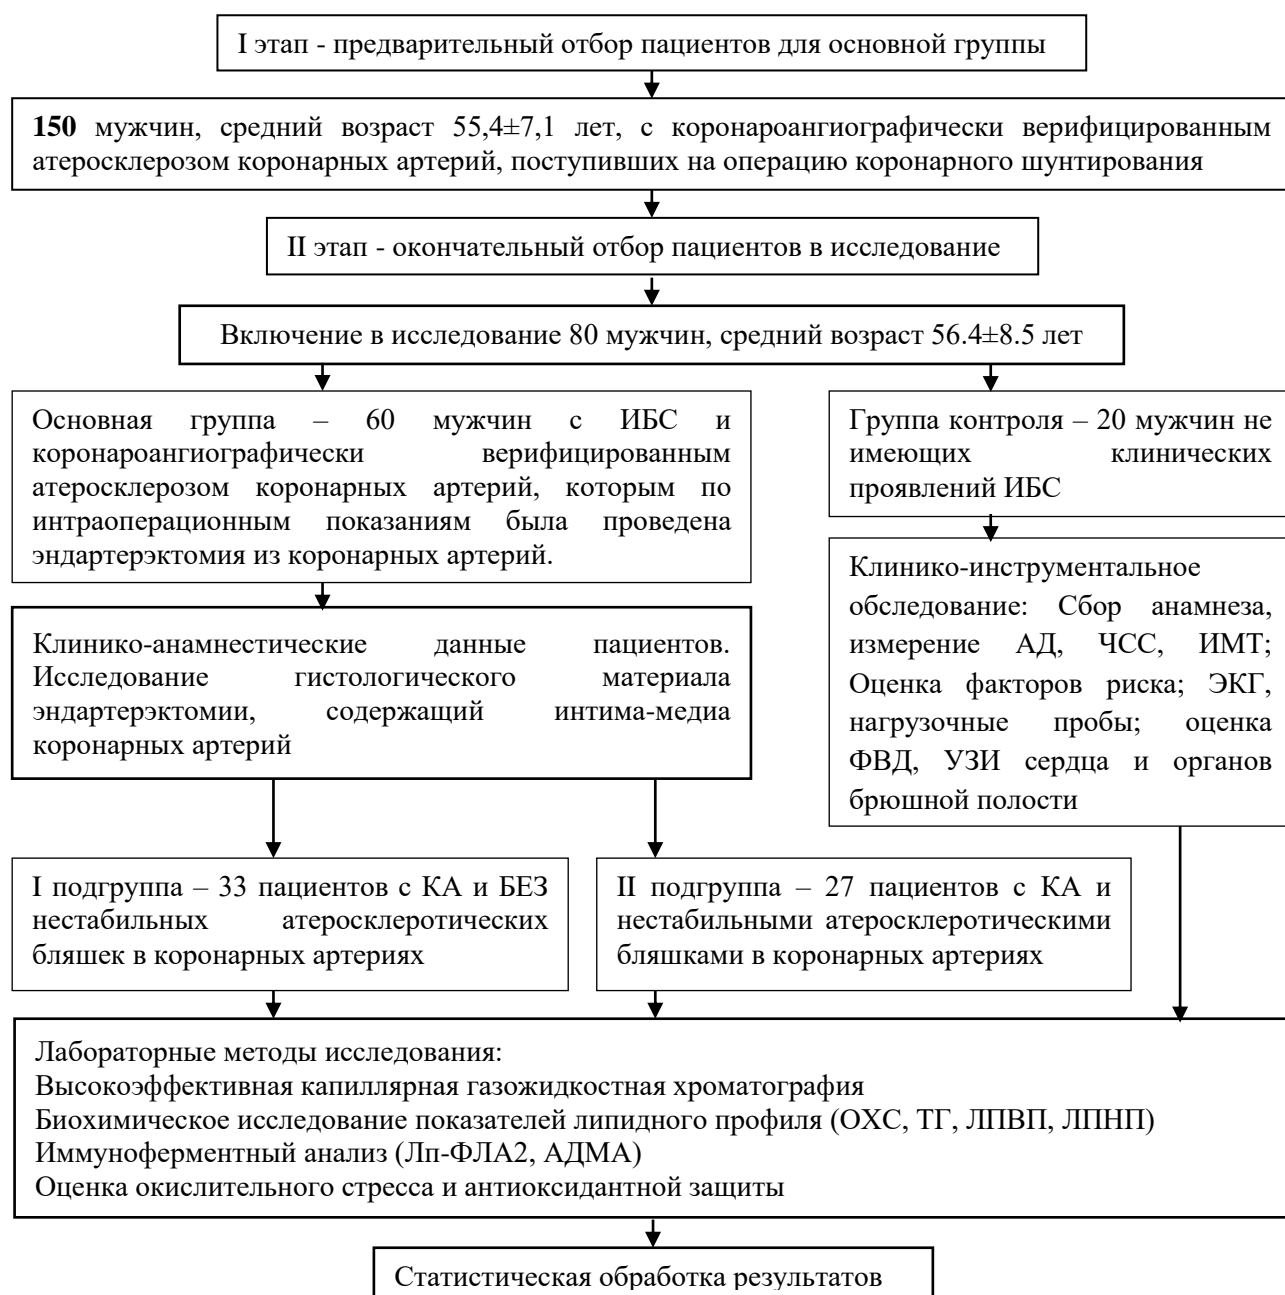 I этап - предварительный отбор пациентов для основной группы
150 мужчин, средний возраст 55,4±7,1 лет, с коронароангиографически верифицированным
атеросклерозом коронарных артерий, поступивших на операцию коронарного шунтирования
II этап - окончательный отбор пациентов в исследование
Включение в исследование 80 мужчин, средний возраст 56.4±8.5 лет
Основная группа – 60 мужчин с ИБС и
коронароангиографически верифицированным
атеросклерозом коронарных артерий, которым по
интраоперационным показаниям была проведена
эндартерэктомия из коронарных артерий.
Группа контроля – 20 мужчин не
имеющих клинических
проявлений ИБС
Клинико-анамнестические данные пациентов.
Исследование гистологического материала
эндартерэктомии, содержащий интима-медиа
коронарных артерий
Клинико-инструментальное
обследование: Сбор анамнеза,
измерение АД, ЧСС, ИМТ;
Оценка факторов риска; ЭКГ,
нагрузочные пробы; оценка
ФВД, УЗИ сердца и органов
брюшной полости
I подгруппа – 33 пациентов с КА и БЕЗ
нестабильных атеросклеротических
бляшек в коронарных артериях
II подгруппа – 27 пациентов с КА и
нестабильными атеросклеротическими
бляшками в коронарных артериях
Лабораторные методы исследования:
Высокоэффективная капиллярная газожидкостная хроматография
Биохимическое исследование показателей липидного профиля (ОХС, ТГ, ЛПВП, ЛПНП)
Иммуноферментный анализ (Лп-ФЛА2, АДМА)
Оценка окислительного стресса и антиоксидантной защиты
Статистическая обработка результатов